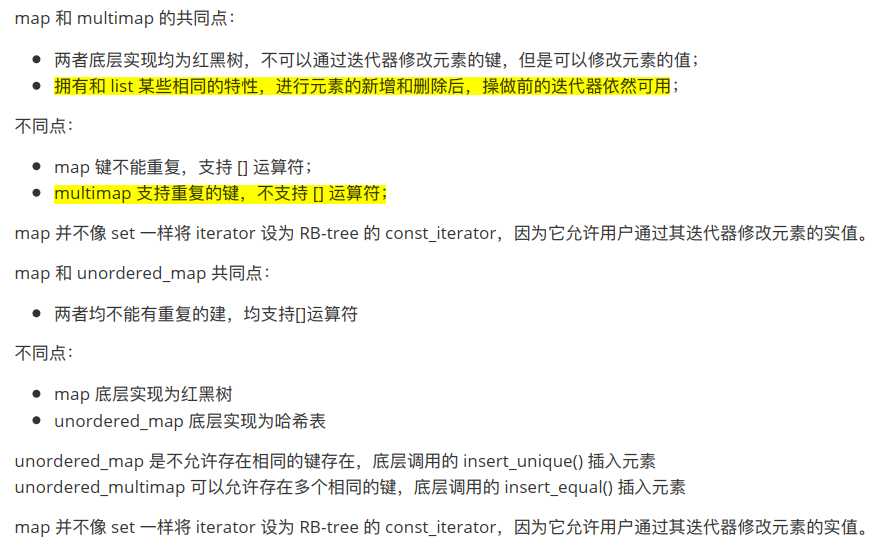 map 和 multimap 的共同点：
● 两者底层实现均为红黑树，不可以通过迭代器修改元素的键，但是可以修改元素的值；
● 拥有和 list 某些相同的特性，进行元素的新增和删除后，操做前的迭代器依然可用；
不同点：
● map 键不能重复，支持 [] 运算符；
● multimap 支持重复的键，不支持 [] 运算符；
map 并不像 set 一样将 iterator 设为 RB-tree 的 const_iterator，因为它允许用户通过其迭代器修改元素的实值。
map 和 unordered_map 共同点：
● 两者均不能有重复的建，均支持[]运算符
不同点：
● map 底层实现为红黑树
● unordered_map 底层实现为哈希表
unordered_map 是不允许存在相同的键存在，底层调用的 insert_unique() 插入元素
unordered_multimap 可以允许存在多个相同的键，底层调用的 insert_equal() 插入元素
map 并不像 set 一样将 iterator 设为 RB-tree 的 const_iterator，因为它允许用户通过其迭代器修改元素的实值。